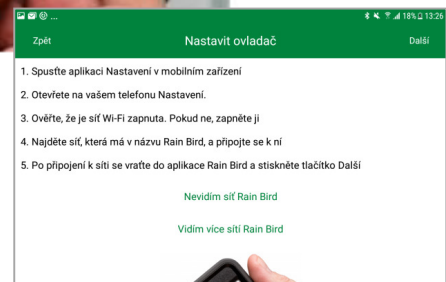 18% 13:26
Zpět Nastavit ovladač Další
1. Spusťte aplikaci Nastavení v mobilním zařízení
2. Otevřete na vašem telefonu Nastavení.
3. Ověřte, že je síť Wi-Fi zapnuta. Pokud ne, zapněte ji
4. Najděte síť, která má v názvu Rain Bird, a připojte se k ní
5. Po připojení k síti se vraťte do aplikace Rain Bird a stiskněte tlačítko Další
Nevidím síť Rain Bird
Vidím více sítí Rain Bird